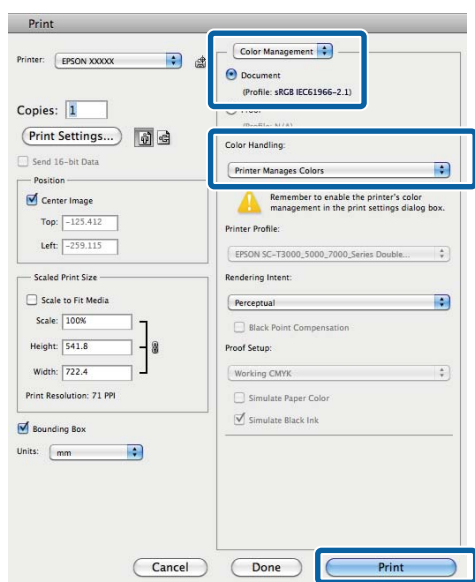 Print
Printer: EPSON XXXXX
Copies: 1
Print Settings...
Send 16-bit Data
Position
Center Image
Top: -125.412
Left: -259.115
Scaled Print Size
Scale to Fit Media
Scale: 100%
Height: 541.8
Width: 722.4
Print Resolution: 71 PPI
Bounding Box
Units: mm
Color Management
Document
(Profile: sRGB IEC61966-2.1)
Color Handling:
Printer Manages Colors
Remember to enable the printer's color
management in the print settings dialog box.
Printer Profile:
EPSON SC-T3000_5000_7000_Series Double...
Rendering Intent:
Perceptual
Black Point Compensation
Proof Setup:
Working CMYK
Simulate Paper Color
Simulate Black Ink
Cancel
Done
Print